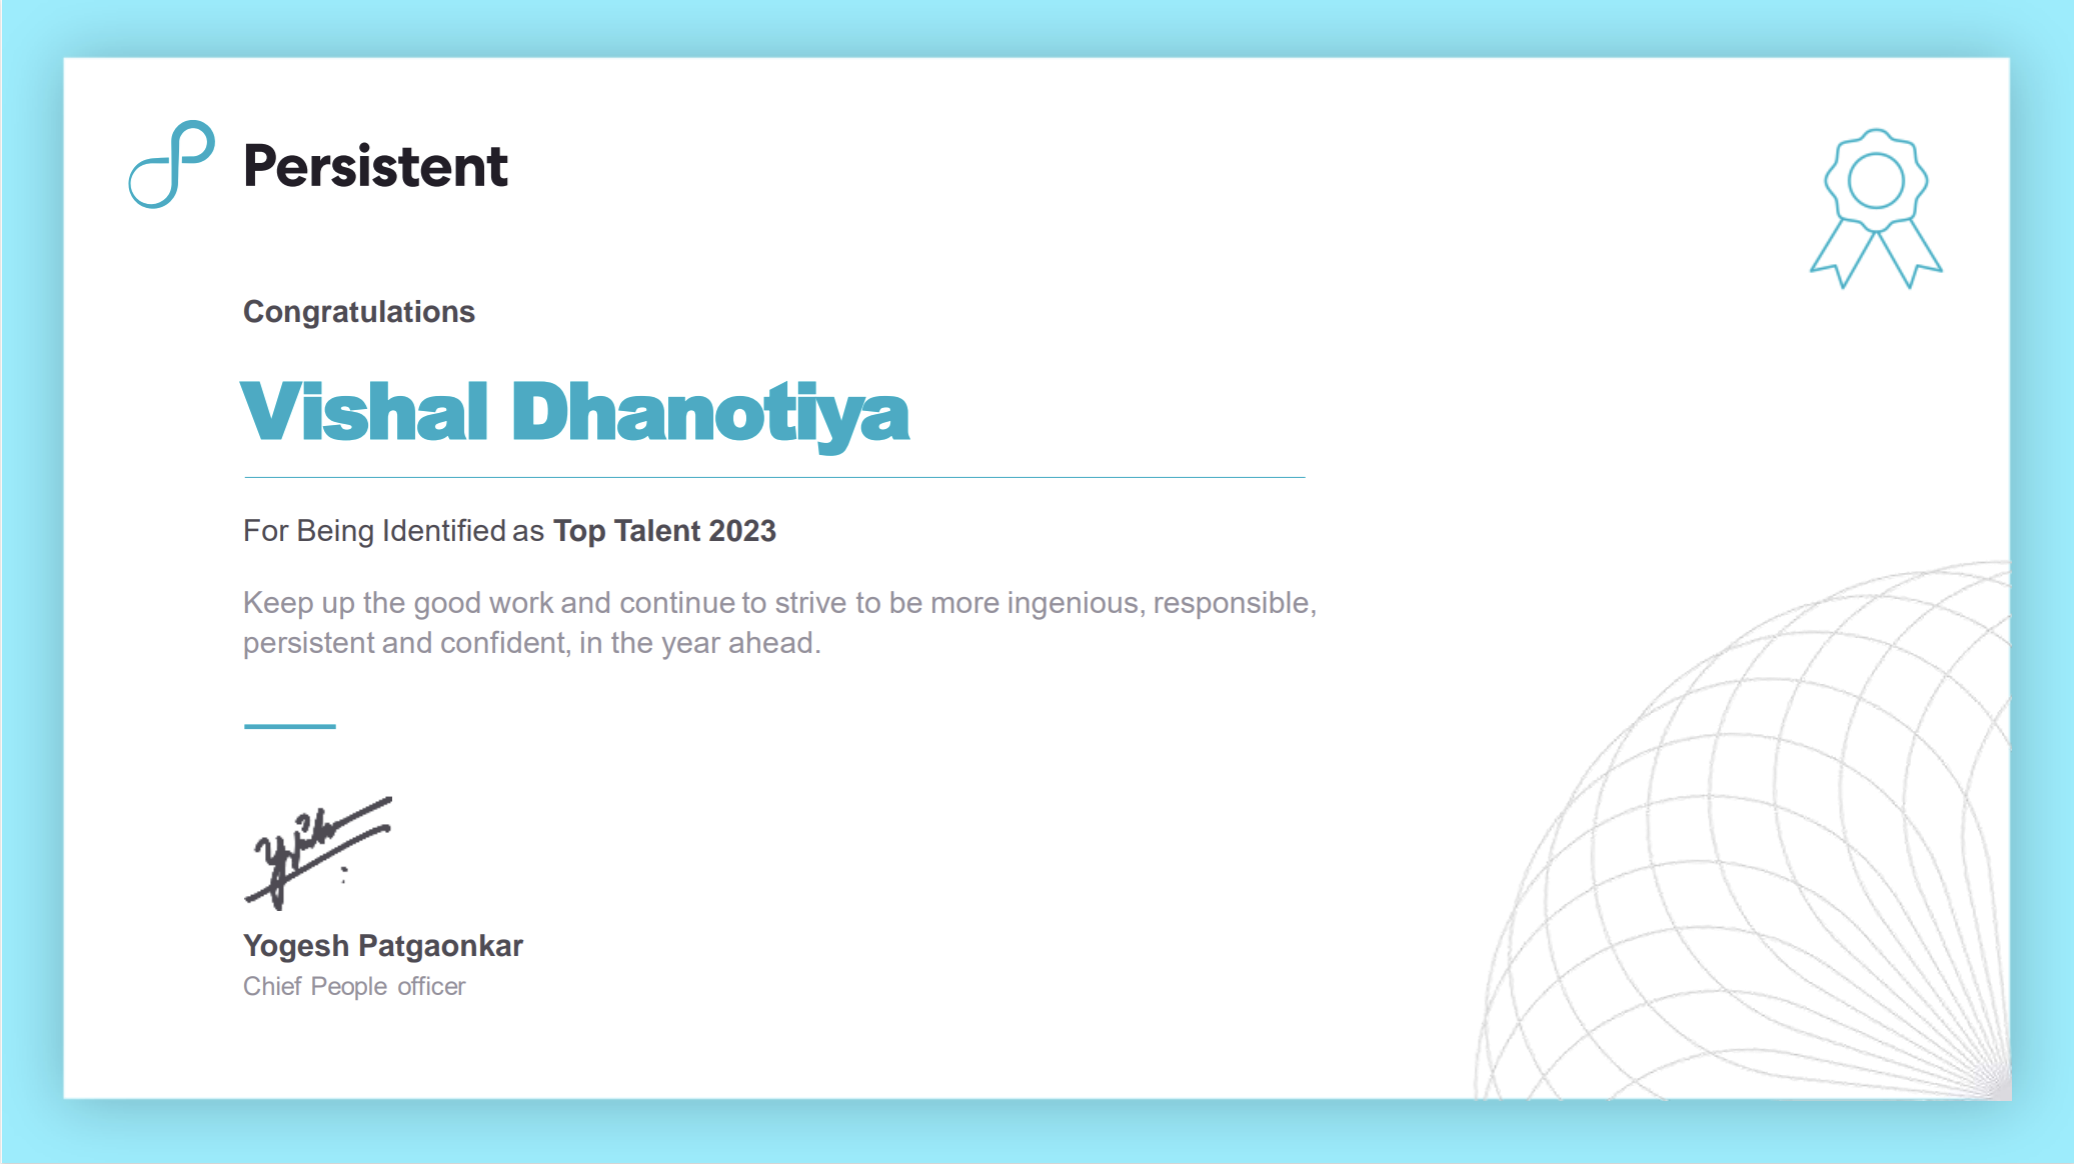 Persistent
Congratulations
Vishal Dhanotiya
For Being Identified as Top Talent 2023
Keep up the good work and continue to strive to be more ingenious, responsible,
persistent and confident, in the year ahead.
Yogesh Patgaonkar
Chief People officer